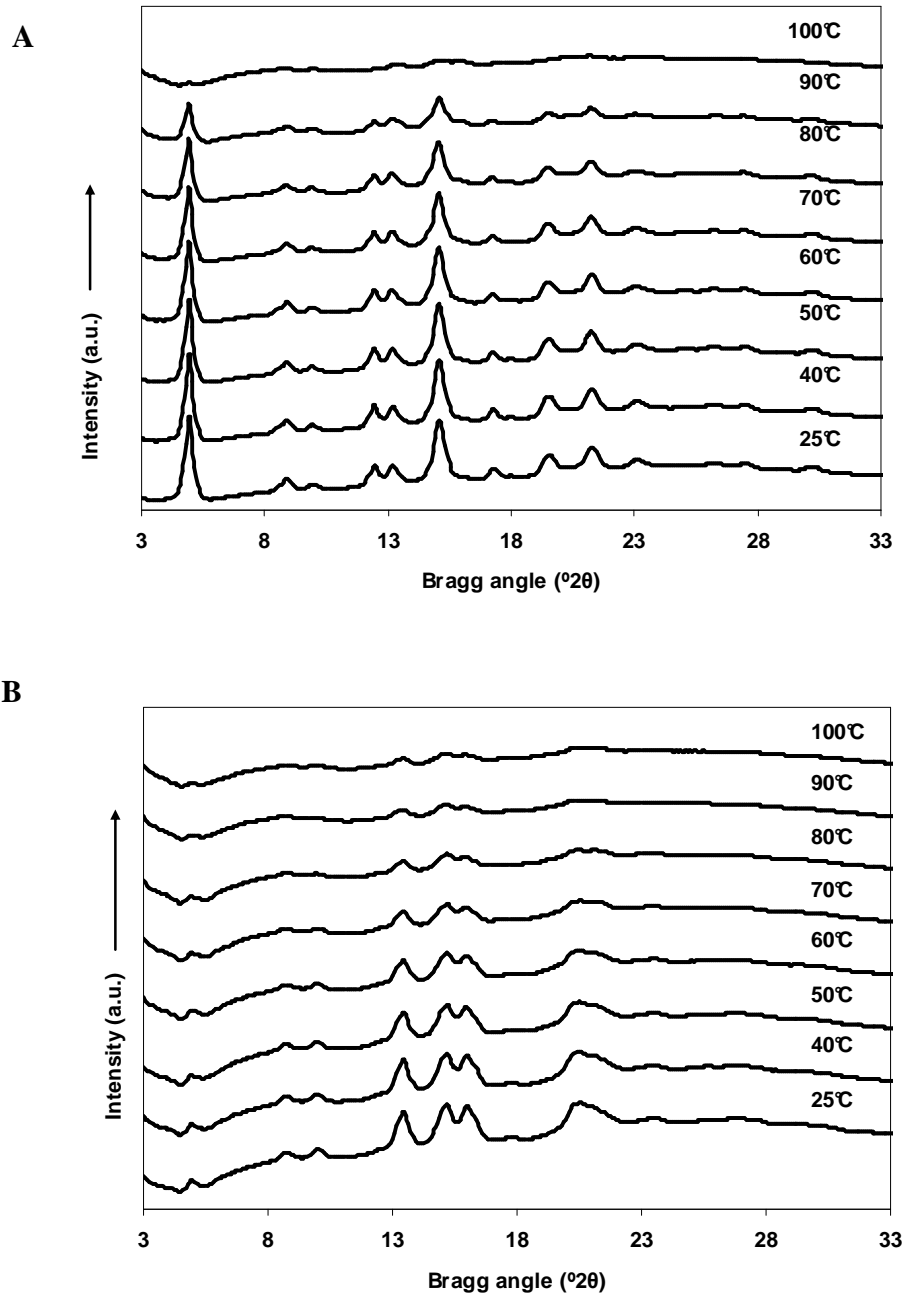 A
100°C
90°C
80°C
70°C
60°C
50°C
40°C
25°C
Intensity (a.u.)
3 8 13 18 23 28 33
Bragg angle (º2θ)
B
100°C
90°C
80°C
70°C
60°C
50°C
40°C
25°C
Intensity (a.u.)
3 8 13 18 23 28 33
Bragg angle (º2θ)